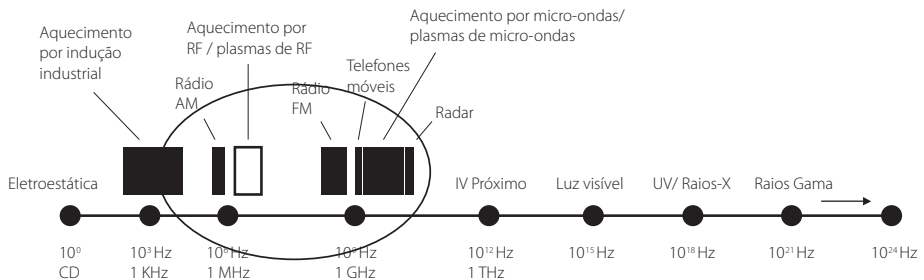 Aquecimento por micro-ondas/
plasmas de micro-ondas
Aquecimento
por indução
industrial
Aquecimento por
RF / plasmas de RF
Rádio
AM
Rádio
FM
Telefones
móveis
Radar
Eletroestática
IV Próximo
Luz visível
UV/ Raios-X
Raios Gama
10⁰
CD
10³ Hz
1 KHz
10⁶ Hz
1 MHz
10⁹ Hz
1 GHz
10¹² Hz
1 THz
10¹⁵ Hz
10¹⁸ Hz
10²¹ Hz
10²⁴ Hz